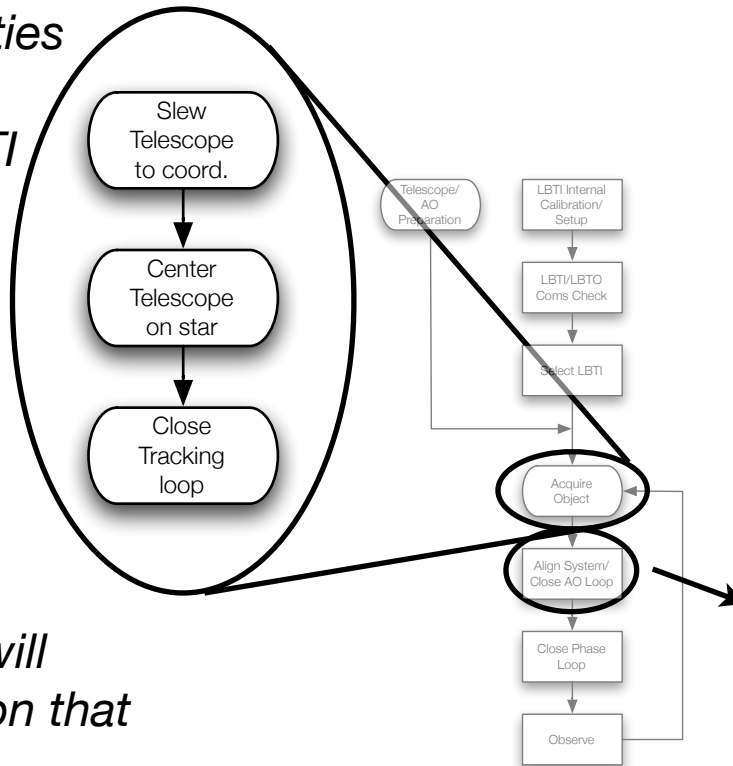 ties
TI
Slew
Telescope
to coord.
Center
Telescope
on star
Close
Tracking
loop
will
on that
Telescope/
AO
Preparation
LBTI Internal
Calibration/
Setup
LBTI/LBTO
Coms Check
Select LBTI
Acquire
Object
Align System/
Close AO Loop
Close Phase
Loop
Observe